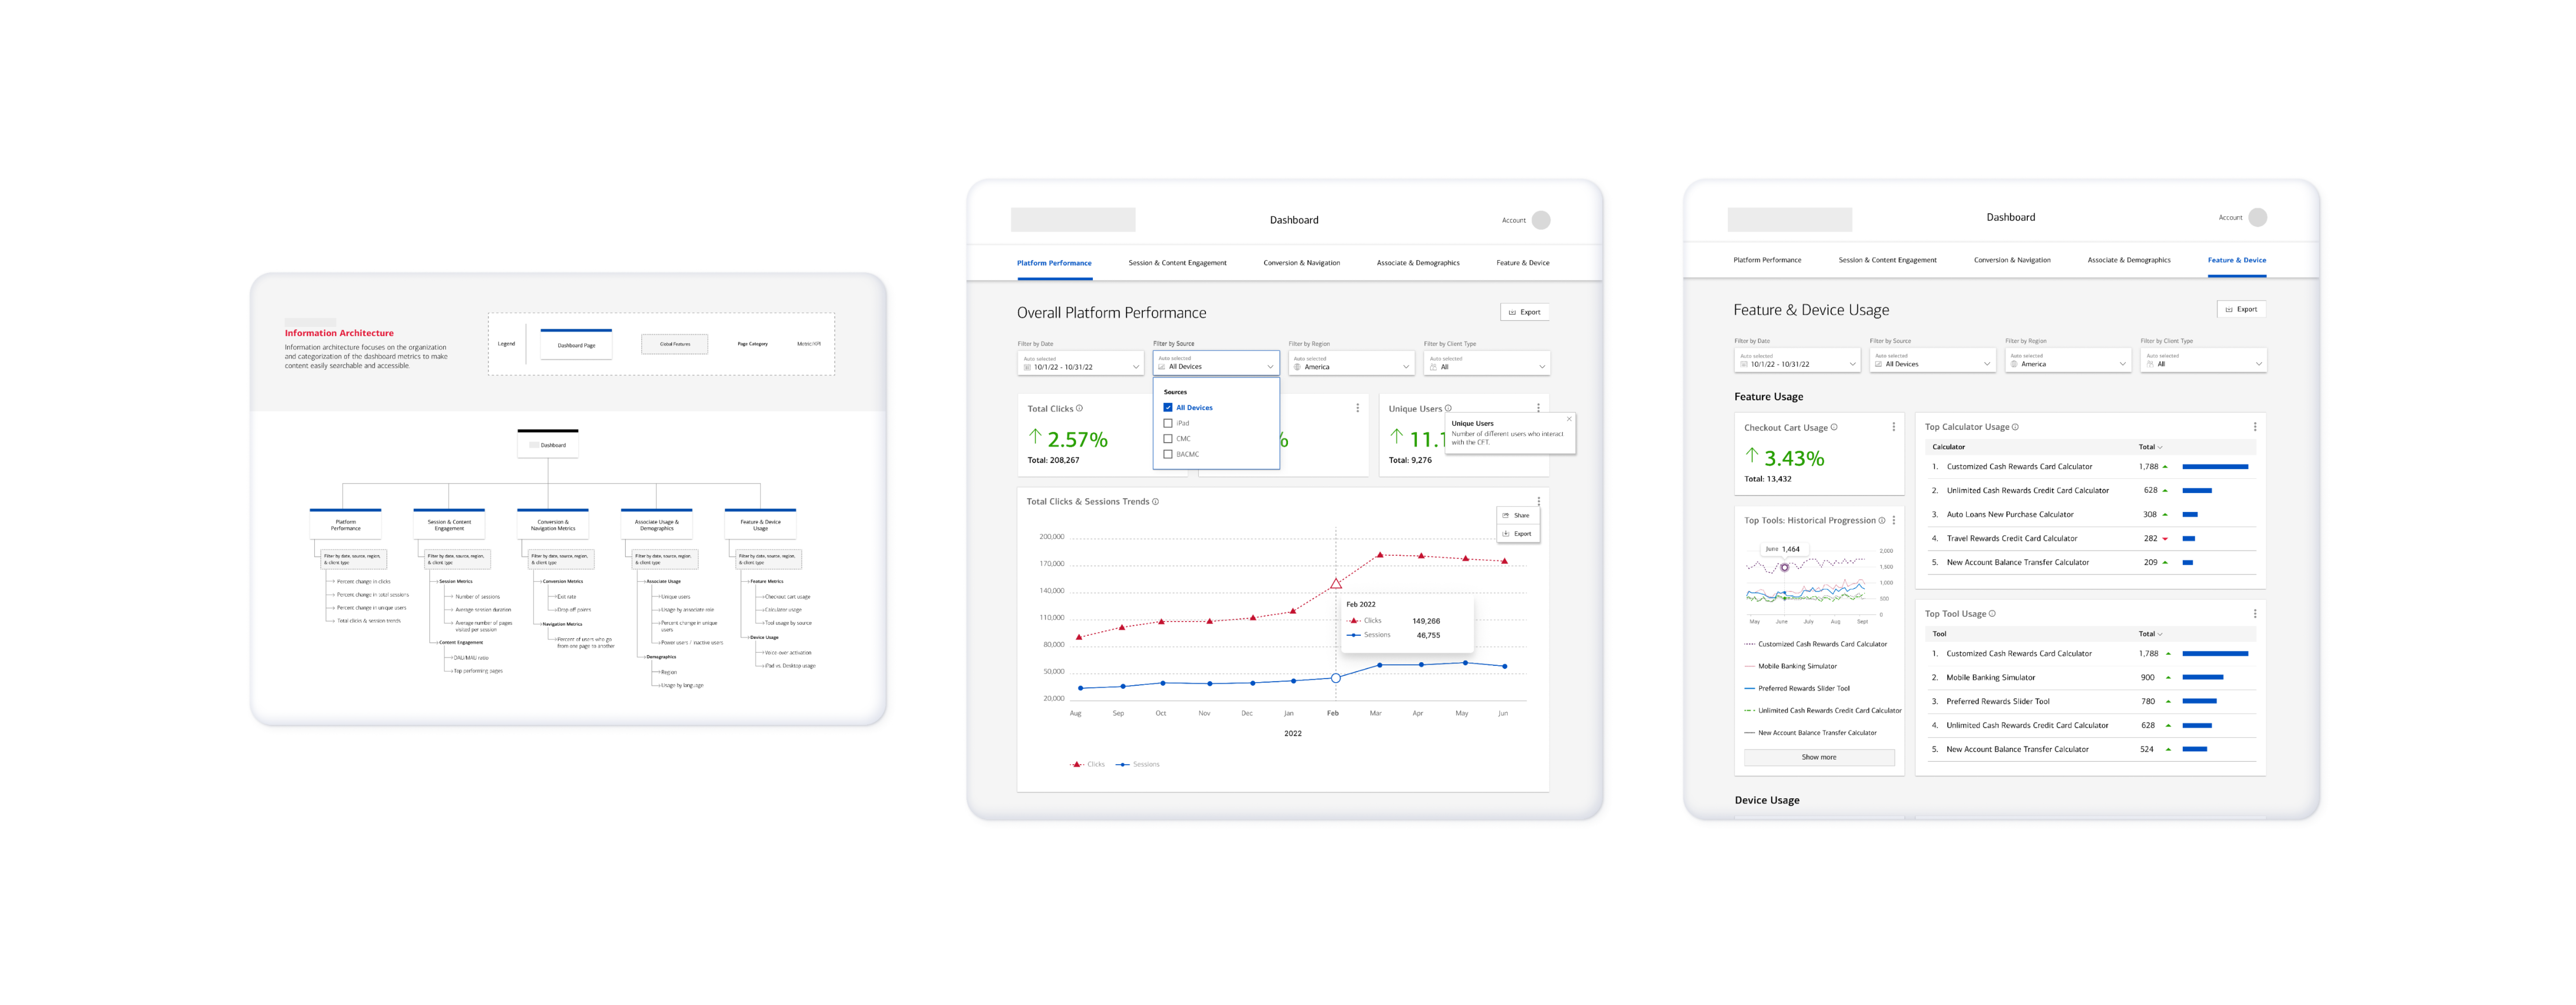 Information Architecture
Information architecture focuses on the organization
and categorization of the dashboard metrics to make
content easily searchable and accessible.
Legend
Dashboard Page
Global Features
Page Category
Metric/KPI
Dashboard
Platform
Performance
Session & Content
Engagement
Conversion &
Navigation Metrics
Associate Usage &
Demographics
Feature & Device
Usage
Filter by date, source, region,
& client type
Filter by date, source, region,
& client type
Filter by date, source, region,
& client type
Filter by date, source, region,
& client type
Filter by date, source, region,
& client type
Percent change in clicks
Percent change in total sessions
Percent change in unique users
Total clicks & session trends
Session Metrics
Number of sessions
Average session duration
Average number of pages
visited per session
Content Engagement
DAU/MAU ratio
Top performing pages
Conversion Metrics
Exit rate
Drop off points
Navigation Metrics
Percent of users who go
from one page to another
Associate Usage
Unique users
Usage by associate role
Percent change in unique
users
Power users / inactive users
Demographics
Region
Usage by language
Feature Metrics
Checkout cart usage
Calculator usage
Tool usage by source
Device Usage
Voice over activation
iPad vs. Desktop usage
Dashboard
Account
Platform Performance
Session & Content Engagement
Conversion & Navigation
Associate & Demographics
Feature & Device
Overall Platform Performance
Export
Filter by Date
Filter by Source
Filter by Region
Filter by Client Type
Auto selected
10/1/22 - 10/31/22
Auto selected
All Devices
Auto selected
America
Auto selected
All
Sources
All Devices
iPad
CMC
BACMC
Total Clicks
2.57%
Total: 208,267
%
Unique Users
11.1
Total: 9,276
Unique Users
Number of different users who interact
with the CFT.
Total Clicks & Sessions Trends
Share
Export
200,000
170,000
140,000
110,000
80,000
50,000
20,000
Feb 2022
Clicks 149,266
Sessions 46,755
Aug Sep Oct Nov Dec Jan Feb Mar Apr May Jun
2022
Clicks Sessions
Dashboard
Account
Platform Performance
Session & Content Engagement
Conversion & Navigation
Associate & Demographics
Feature & Device
Feature & Device Usage
Export
Filter by Date
Filter by Source
Filter by Region
Filter by Client Type
Auto selected
10/1/22 - 10/31/22
Auto selected
All Devices
Auto selected
America
Auto selected
All
Feature Usage
Checkout Cart Usage
3.43%
Total: 13,432
Top Tools: Historical Progression
June 1,464
2,000
1,500
1,000
500
0
May June July Aug Sept
Customized Cash Rewards Card Calculator
Mobile Banking Simulator
Preferred Rewards Slider Tool
Unlimited Cash Rewards Credit Card Calculator
New Account Balance Transfer Calculator
Show more
Top Calculator Usage
Calculator Total
1. Customized Cash Rewards Card Calculator 1,788
2. Unlimited Cash Rewards Credit Card Calculator 628
3. Auto Loans New Purchase Calculator 308
4. Travel Rewards Credit Card Calculator 282
5. New Account Balance Transfer Calculator 209
Top Tool Usage
Tool Total
1. Customized Cash Rewards Card Calculator 1,788
2. Mobile Banking Simulator 900
3. Preferred Rewards Slider Tool 780
4. Unlimited Cash Rewards Credit Card Calculator 628
5. New Account Balance Transfer Calculator 524
Device Usage